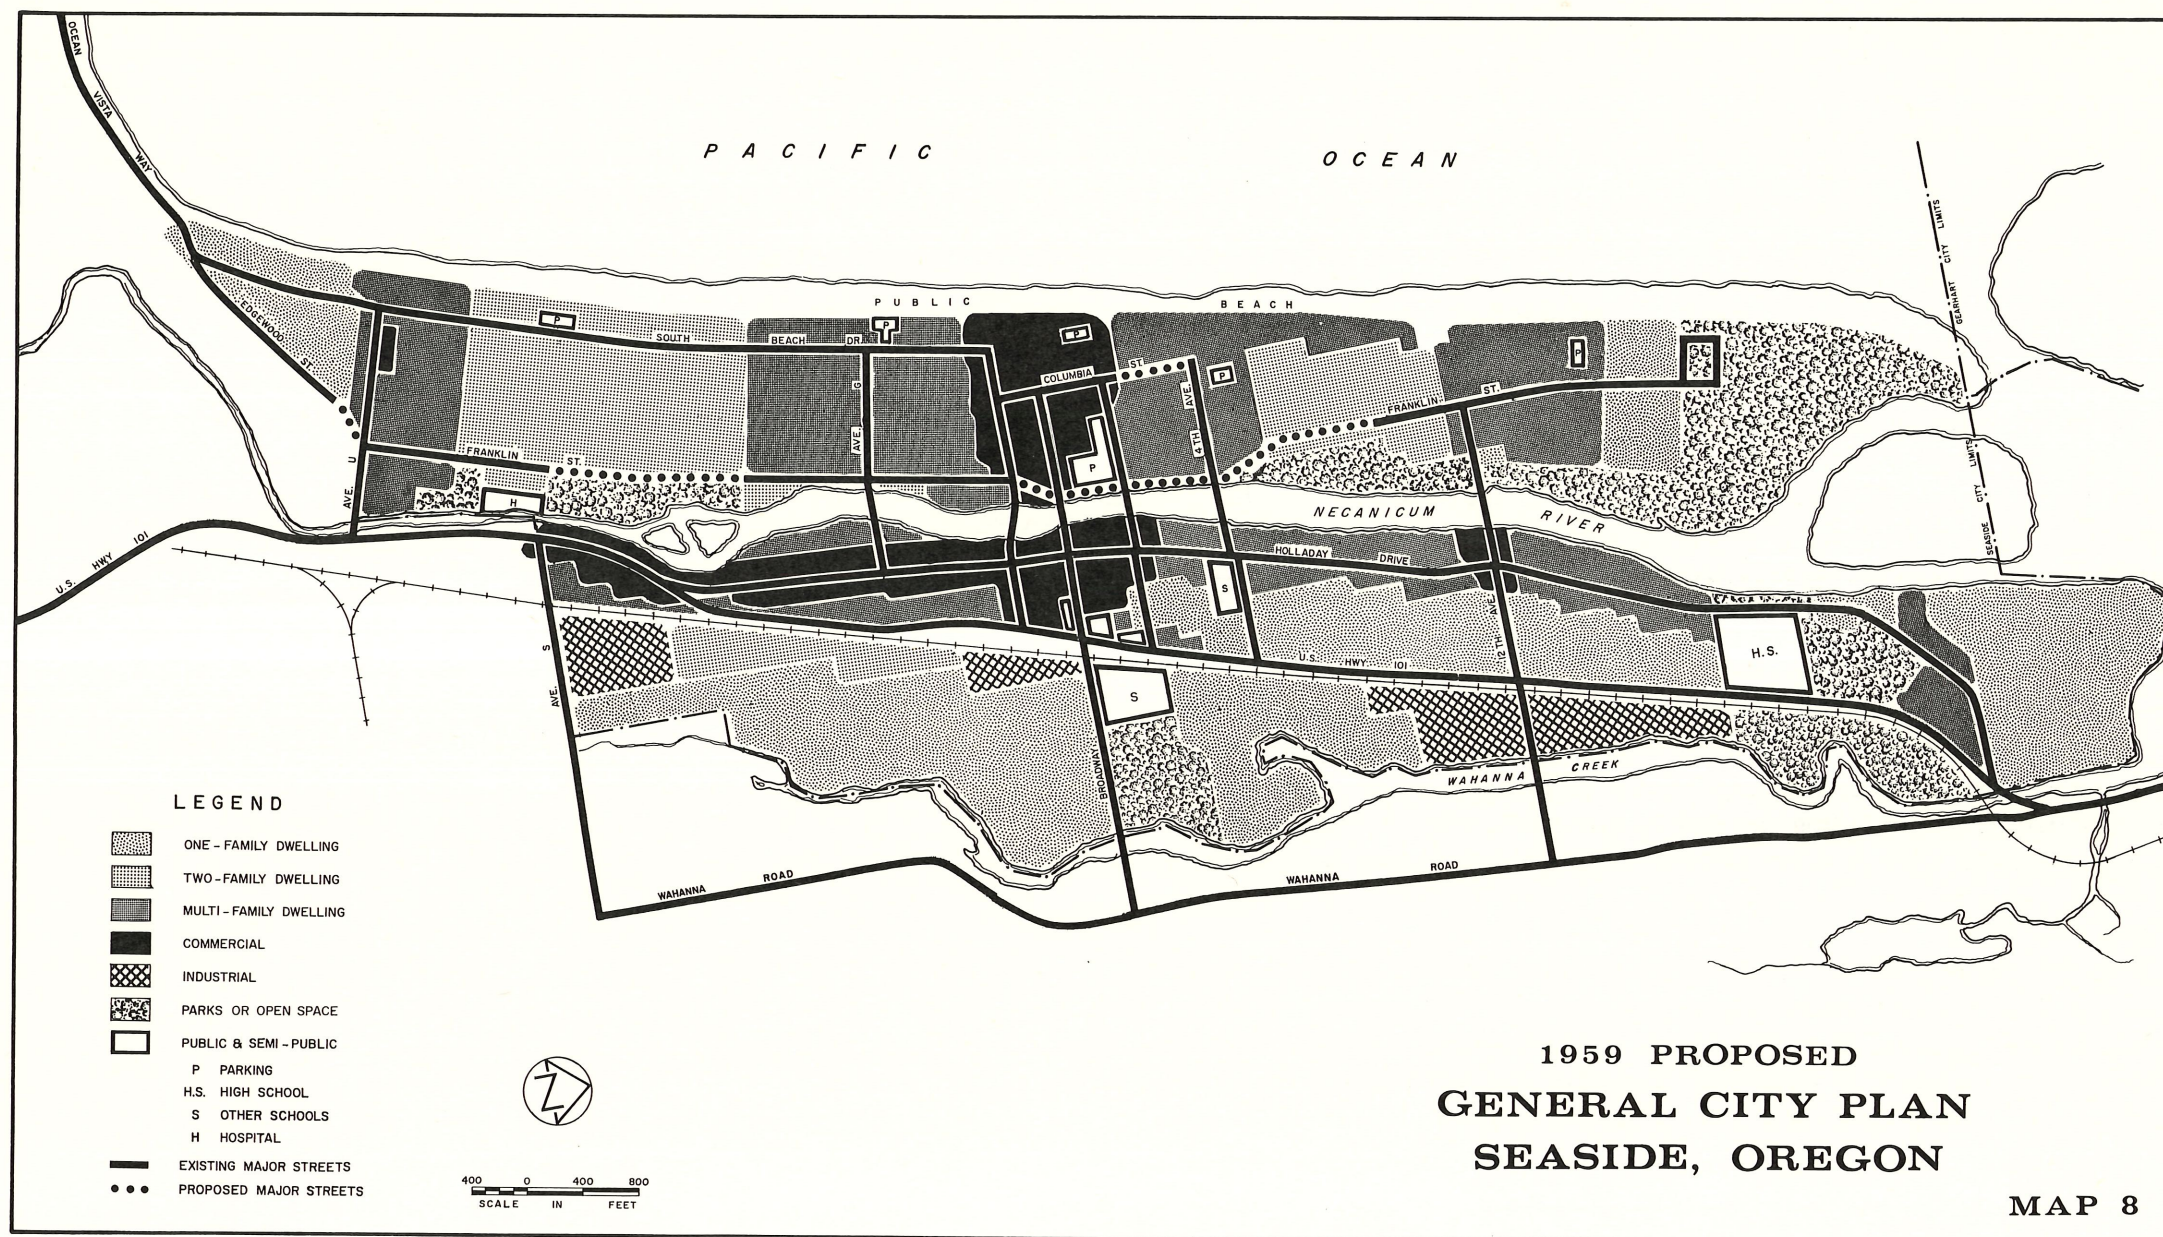 OCEAN
VISTA
WAY
PACIFIC
OCEAN
PUBLIC
BEACH
GEARHART CITY LIMITS
SEASIDE CITY LIMITS
EDGEWOOD ST.
P
SOUTH BEACH DR.
P
P
COLUMBIA ST.
P
P
FRANKLIN ST.
AVE. G
4TH AVE.
AVE. U
FRANKLIN ST.
P
H
NECANICUM RIVER
U.S. HWY 101
HOLLADAY DRIVE
S
12TH AVE.
H.S.
U.S. HWY 101
AVE. S
S
BROADWAY
WAHANNA CREEK
WAHANNA ROAD
WAHANNA ROAD
LEGEND
ONE-FAMILY DWELLING
TWO-FAMILY DWELLING
MULTI-FAMILY DWELLING
COMMERCIAL
INDUSTRIAL
PARKS OR OPEN SPACE
PUBLIC & SEMI-PUBLIC
P PARKING
H.S. HIGH SCHOOL
S OTHER SCHOOLS
H HOSPITAL
EXISTING MAJOR STREETS
PROPOSED MAJOR STREETS
N
400 0 400 800
SCALE IN FEET
1959 PROPOSED
GENERAL CITY PLAN
SEASIDE, OREGON
MAP 8